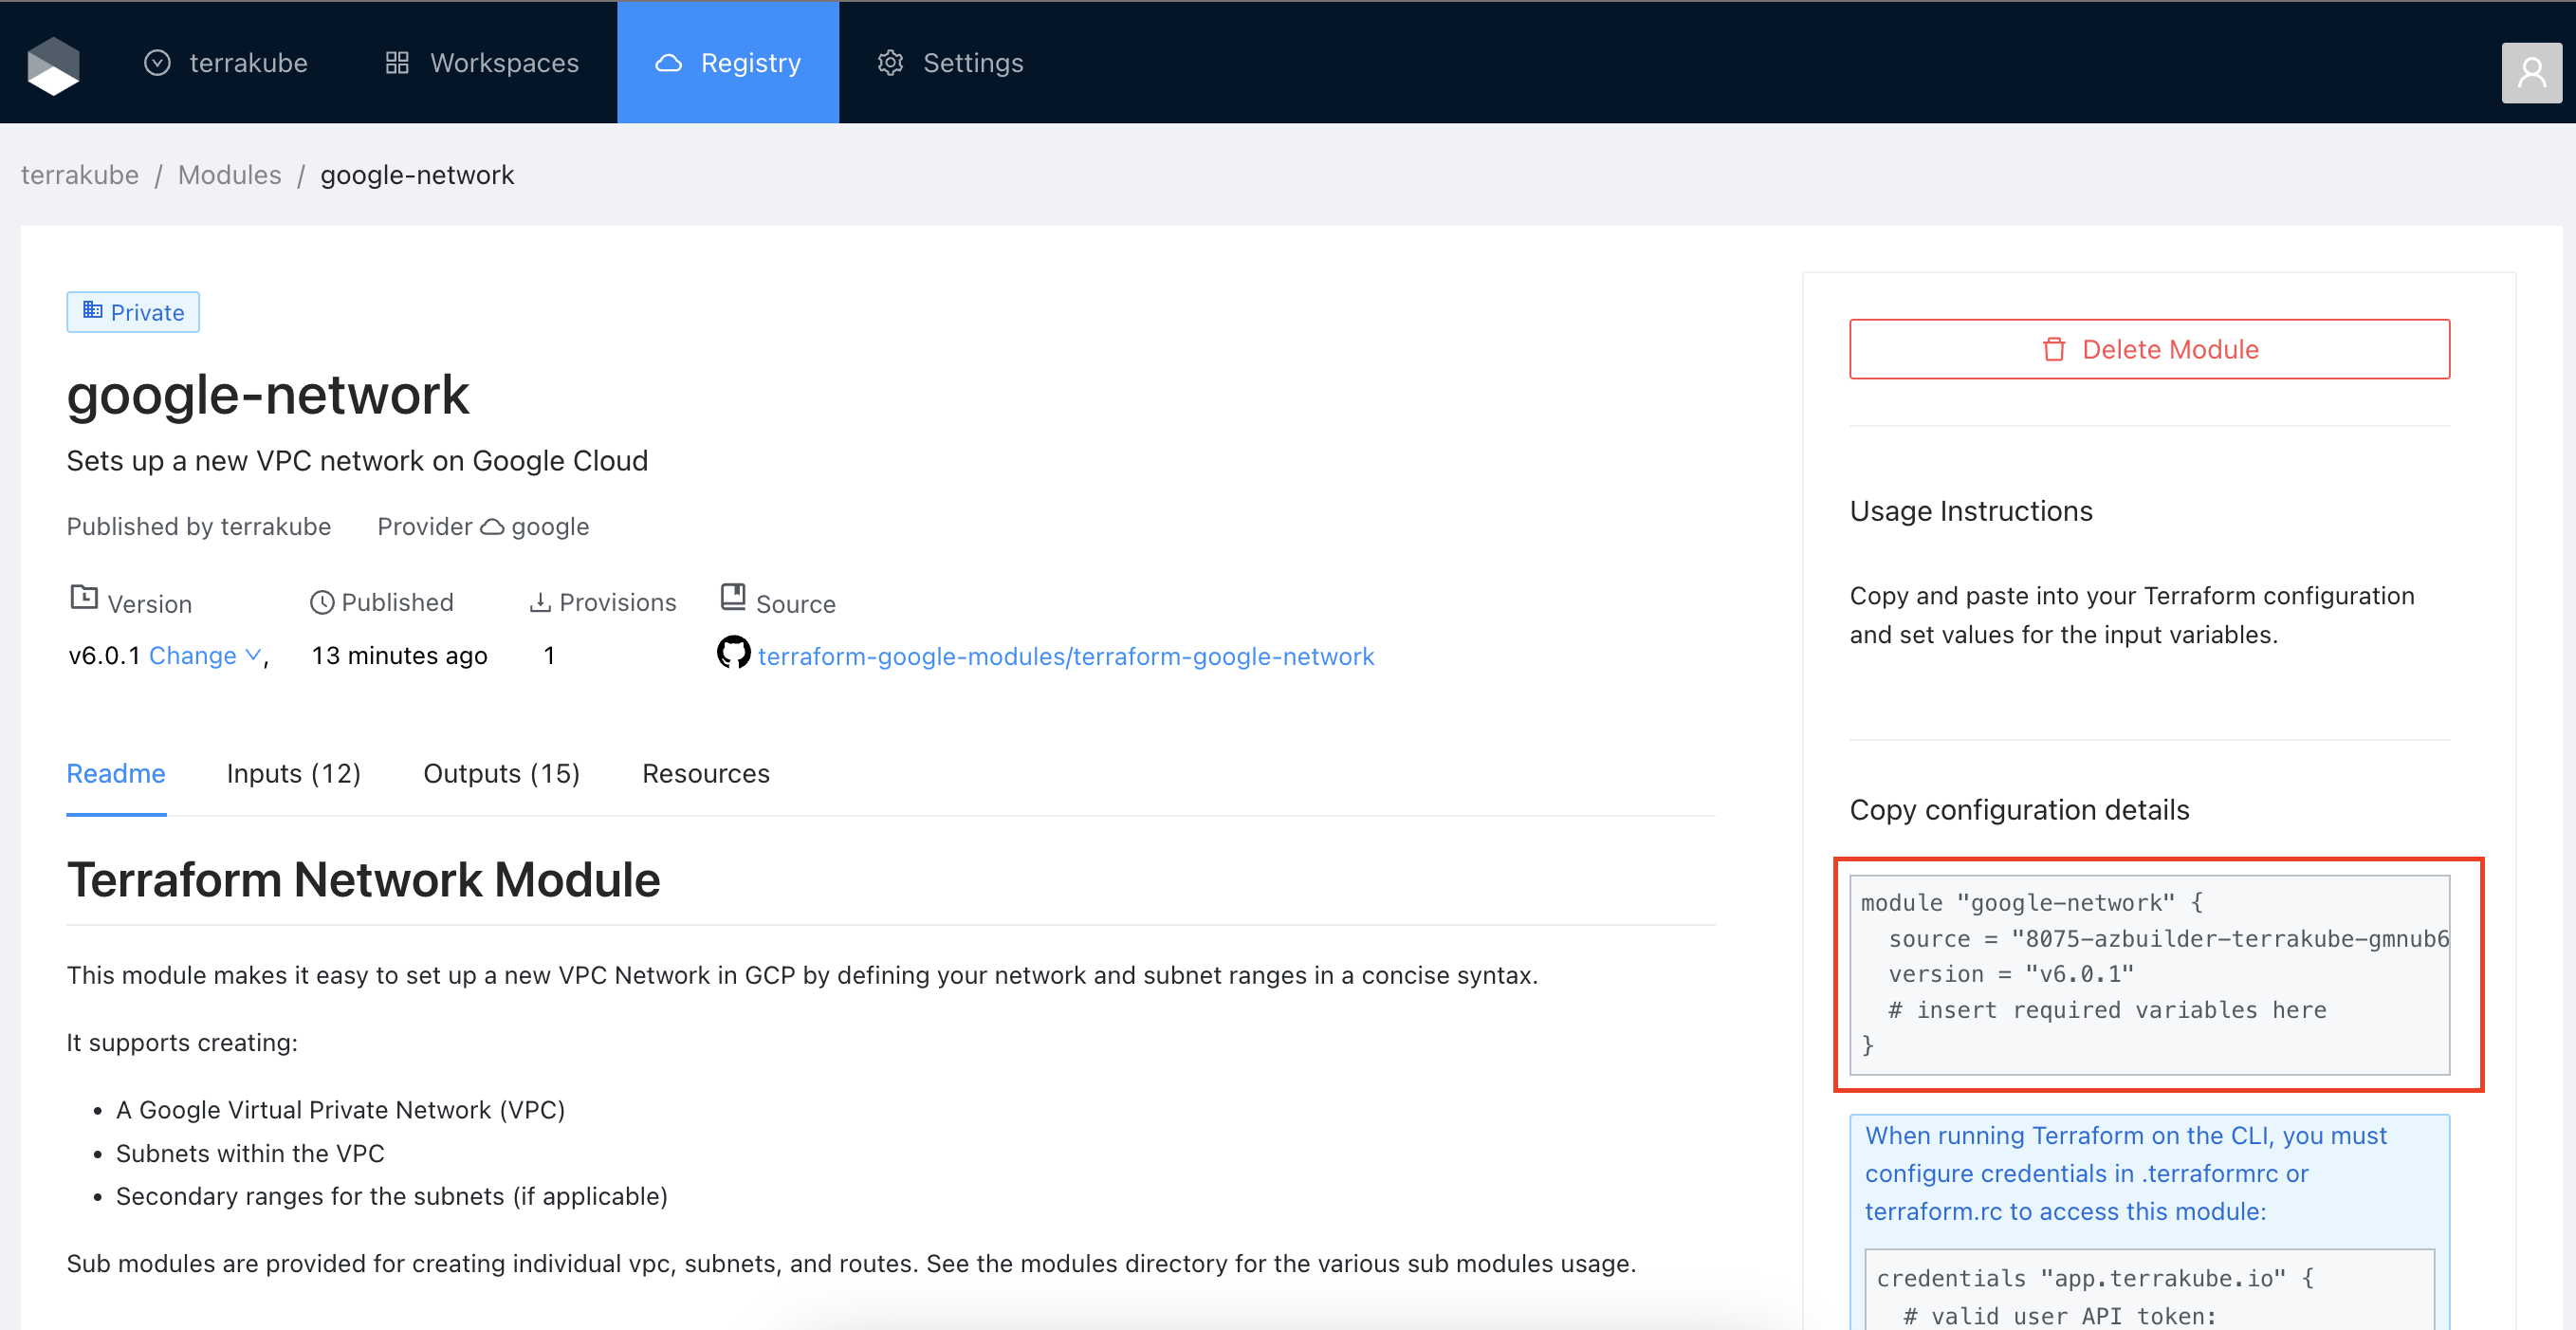 terrakube
Workspaces
Registry
Settings
terrakube / Modules / google-network
Private
google-network
Sets up a new VPC network on Google Cloud
Published by terrakube Provider google
Version Published Provisions Source
v6.0.1 Change , 13 minutes ago 1 terraform-google-modules/terraform-google-network
Readme Inputs (12) Outputs (15) Resources
Terraform Network Module
This module makes it easy to set up a new VPC Network in GCP by defining your network and subnet ranges in a concise syntax.
It supports creating:
• A Google Virtual Private Network (VPC)
• Subnets within the VPC
• Secondary ranges for the subnets (if applicable)
Sub modules are provided for creating individual vpc, subnets, and routes. See the modules directory for the various sub modules usage.
Delete Module
Usage Instructions
Copy and paste into your Terraform configuration
and set values for the input variables.
Copy configuration details
module "google-network" {
source = "8075-azbuilder-terrakube-gmnub6
version = "v6.0.1"
# insert required variables here
}
When running Terraform on the CLI, you must
configure credentials in .terraformrc or
terraform.rc to access this module:
credentials "app.terrakube.io" {
# valid user API token: